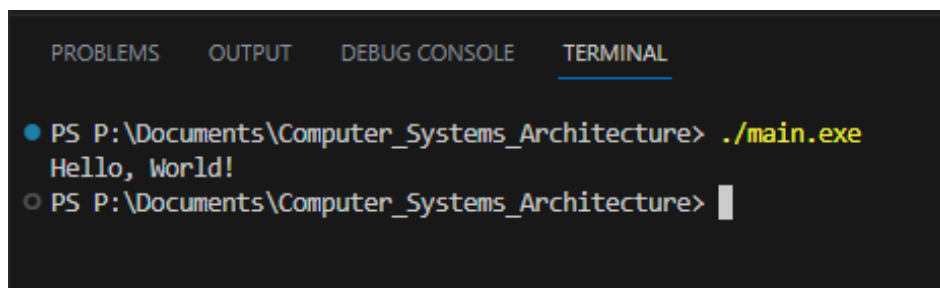 PROBLEMS OUTPUT DEBUG CONSOLE TERMINAL
PS P:\Documents\Computer_Systems_Architecture> ./main.exe
Hello, World!
PS P:\Documents\Computer_Systems_Architecture>